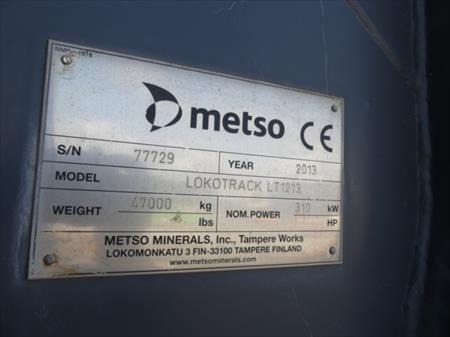 metso CE
S/N 77729 YEAR 2013
MODEL LOKOTRACK LT1213
WEIGHT 47000 kg NOM. POWER 310 kW
lbs HP
METSO MINERALS, Inc., Tampere Works
LOKOMONKATU 3 FIN-33100 TAMPERE FINLAND
www.metsominerals.com